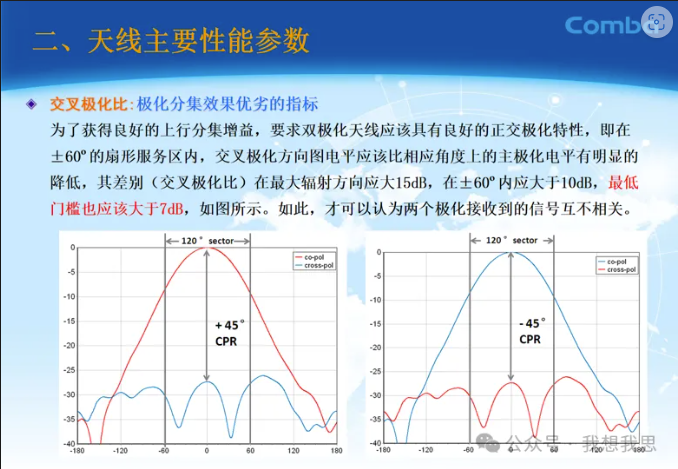 Comba
二、天线主要性能参数
交叉极化比：极化分集效果优劣的指标
为了获得良好的上行分集增益，要求双极化天线应该具有良好的正交极化特性，即在
±60°的扇形服务区内，交叉极化方向图电平应该比相应角度上的主极化电平有明显的
降低，其差别（交叉极化比）在最大辐射方向应大15dB，在±60°内应大于10dB，最低
门槛也应该大于7dB，如图所示。如此，才可以认为两个极化接收到的信号互不相关。
120° sector
co-pol
cross-pol
+ 45°
CPR
0
-5
-10
-15
-20
-25
-30
-35
-40
-180 -120 -60 0 60 120 180
120° sector
co-pol
cross-pol
- 45°
CPR
0
-5
-10
-15
-20
-25
-30
-35
-40
-180 -120 -60 0 60 120 180
公众号 · 我想我思